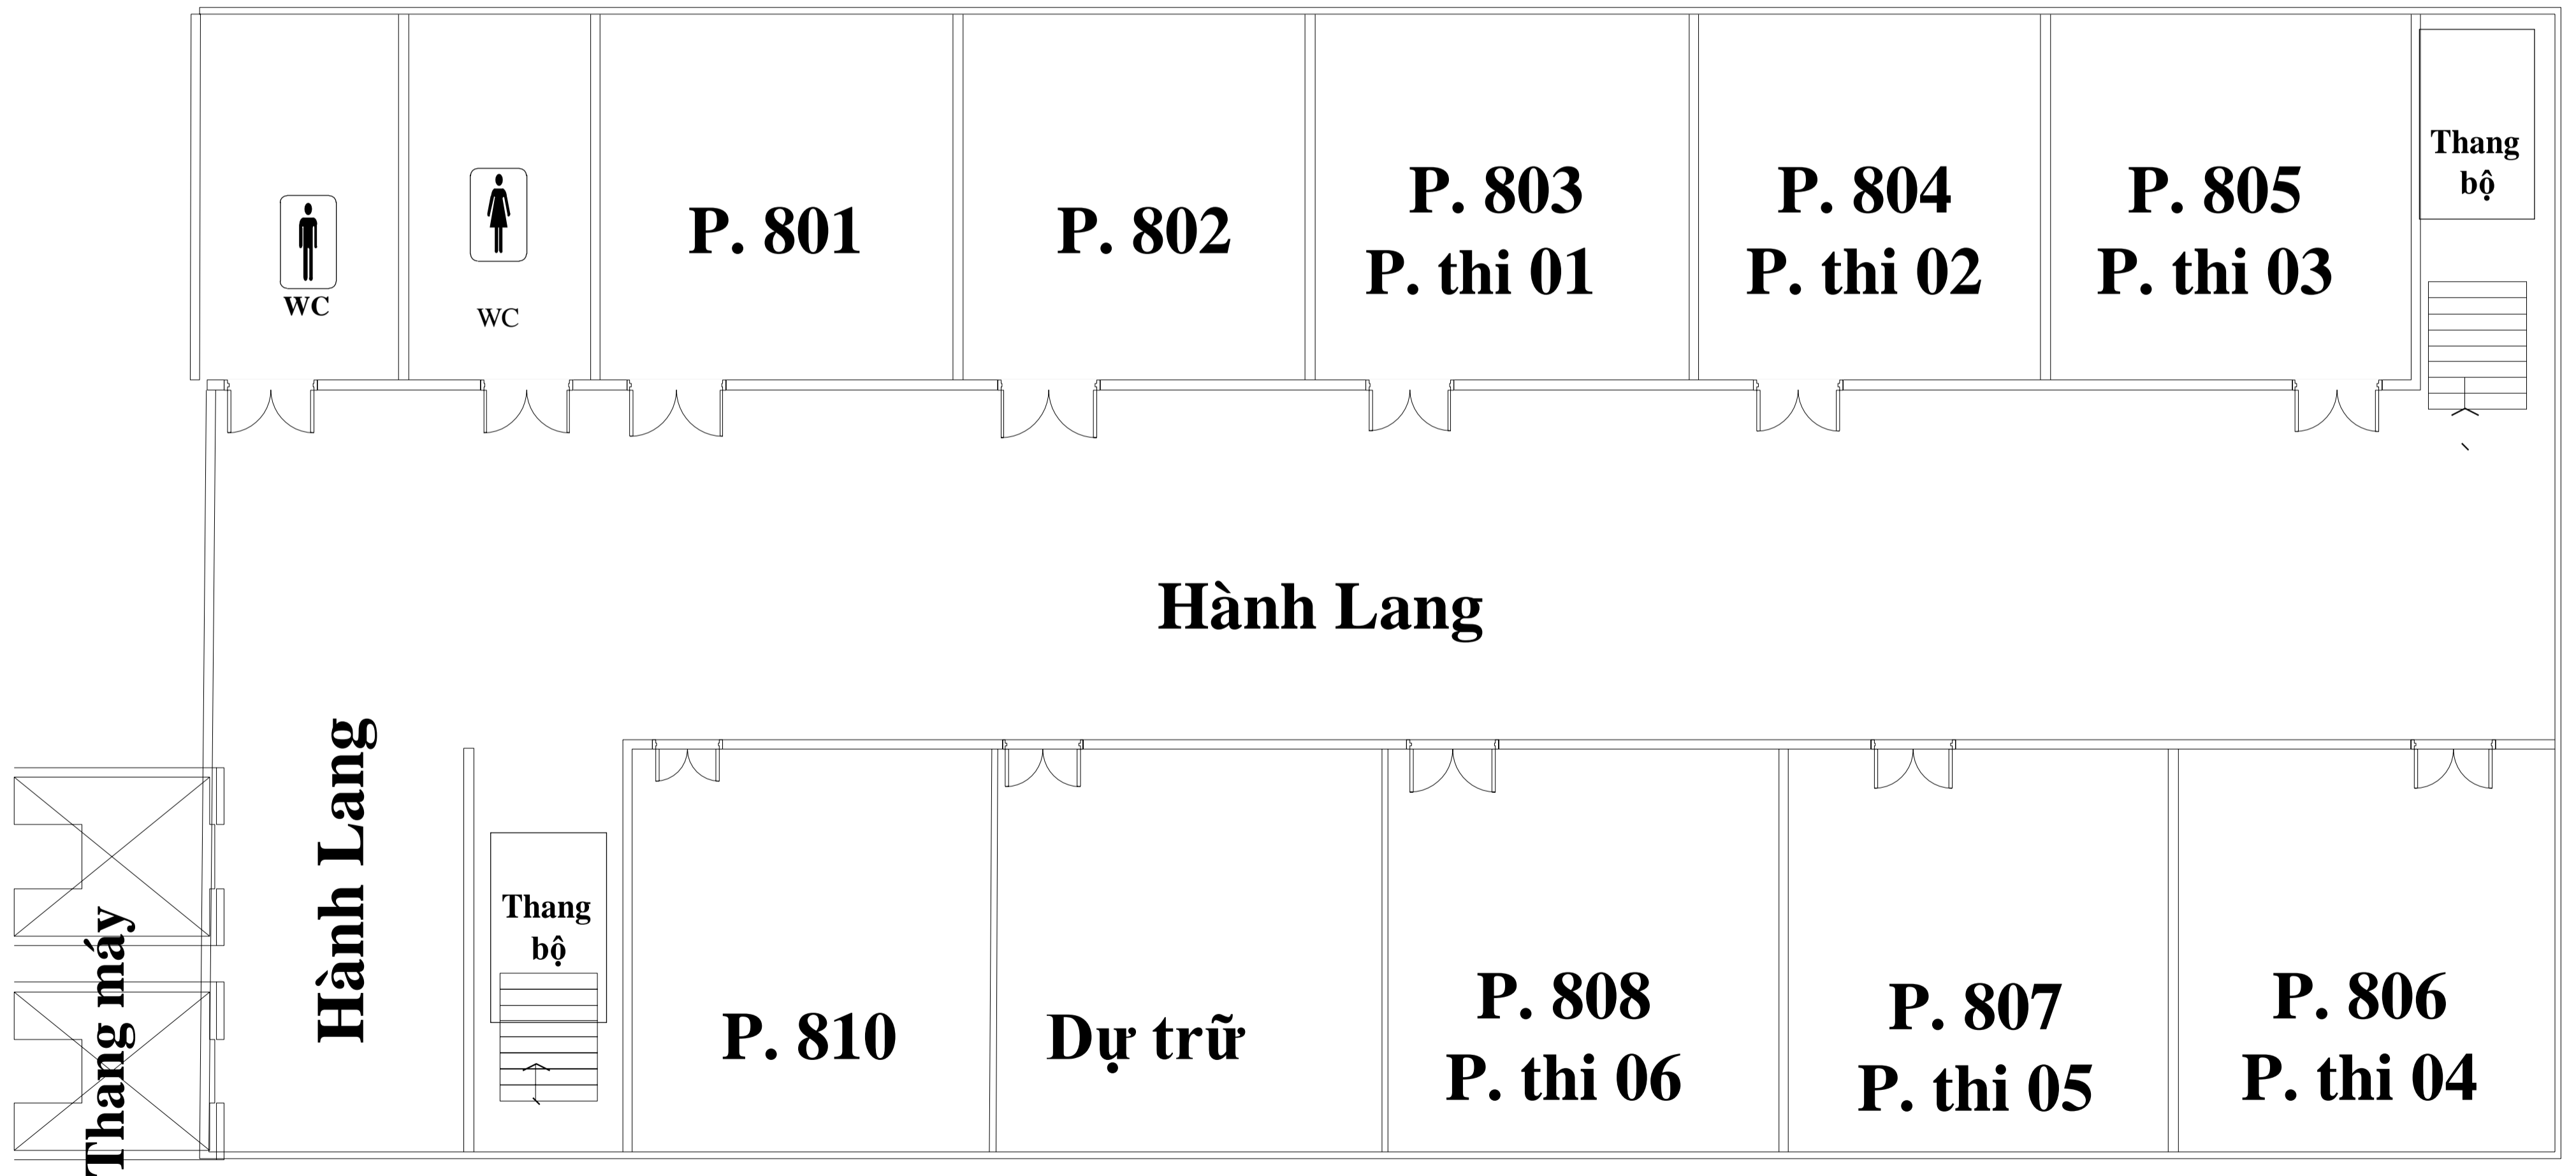 WC
WC
P. 801
P. 802
P. 803
P. thi 01
P. 804
P. thi 02
P. 805
P. thi 03
Thang
bộ
Hành Lang
Hành Lang
Thang máy
Thang
bộ
P. 810
Dự trữ
P. 808
P. thi 06
P. 807
P. thi 05
P. 806
P. thi 04